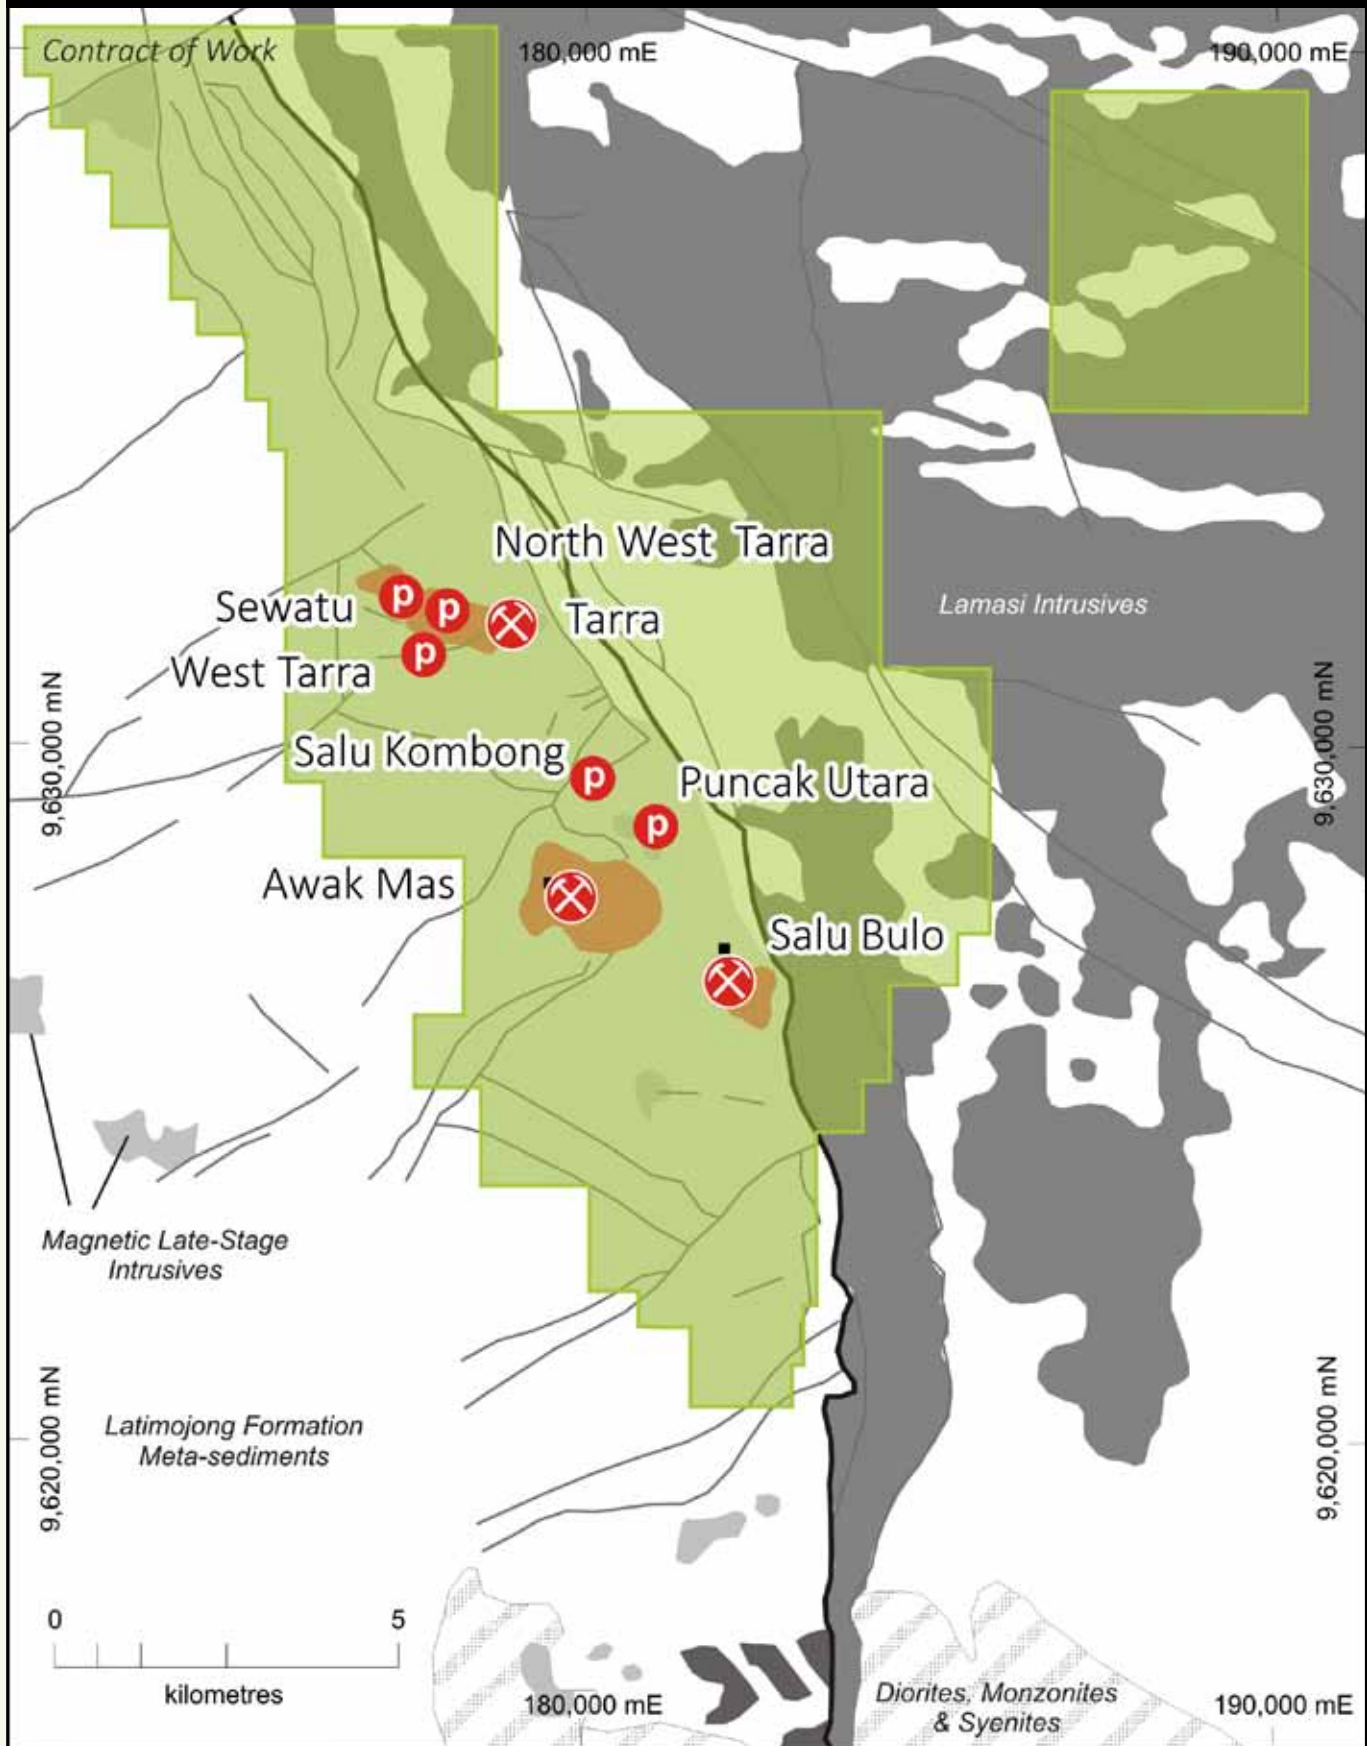 Contract of Work
180,000 mE
190,000 mE
North West Tarra
Lamasi Intrusives
p
p
Sewatu
Tarra
p
West Tarra
9,630,000 mN
9,630,000 mN
Salu Kombong
p
Puncak Utara
p
Awak Mas
Salu Bulo
Magnetic Late-Stage
Intrusives
Latimojong Formation
Meta-sediments
9,620,000 mN
9,620,000 mN
0 5
kilometres
180,000 mE
Diorites, Monzonites
& Syenites
190,000 mE